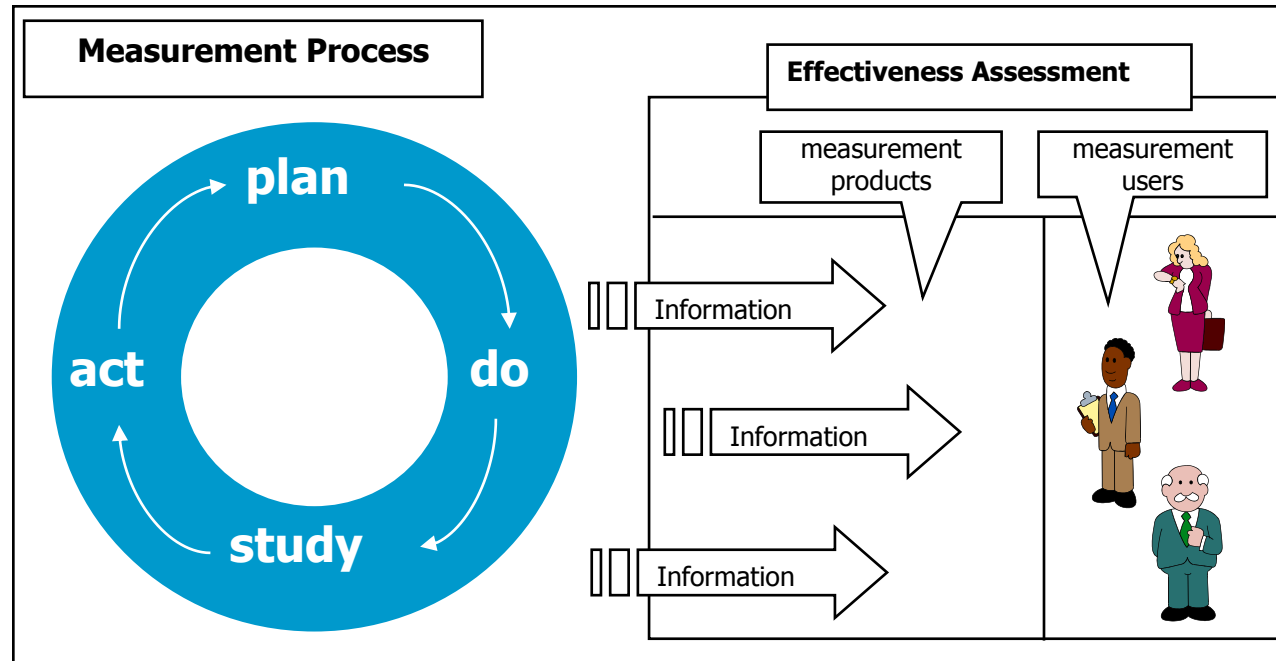 Measurement Process
Effectiveness Assessment
measurement
products
measurement
users
plan
do
study
act
Information
Information
Information